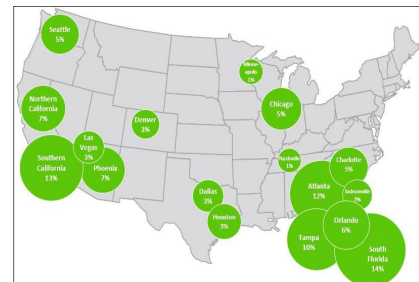 Seattle
5%
Minne-
apolis
1%
Northern
California
7%
Chicago
5%
Denver
3%
Las
Vegas
3%
Nashville
1%
Charlotte
5%
Southern
California
13%
Phoenix
7%
Dallas
3%
Atlanta
12%
Jacksonville
2%
Houston
3%
Orlando
6%
Tampa
10%
South
Florida
14%